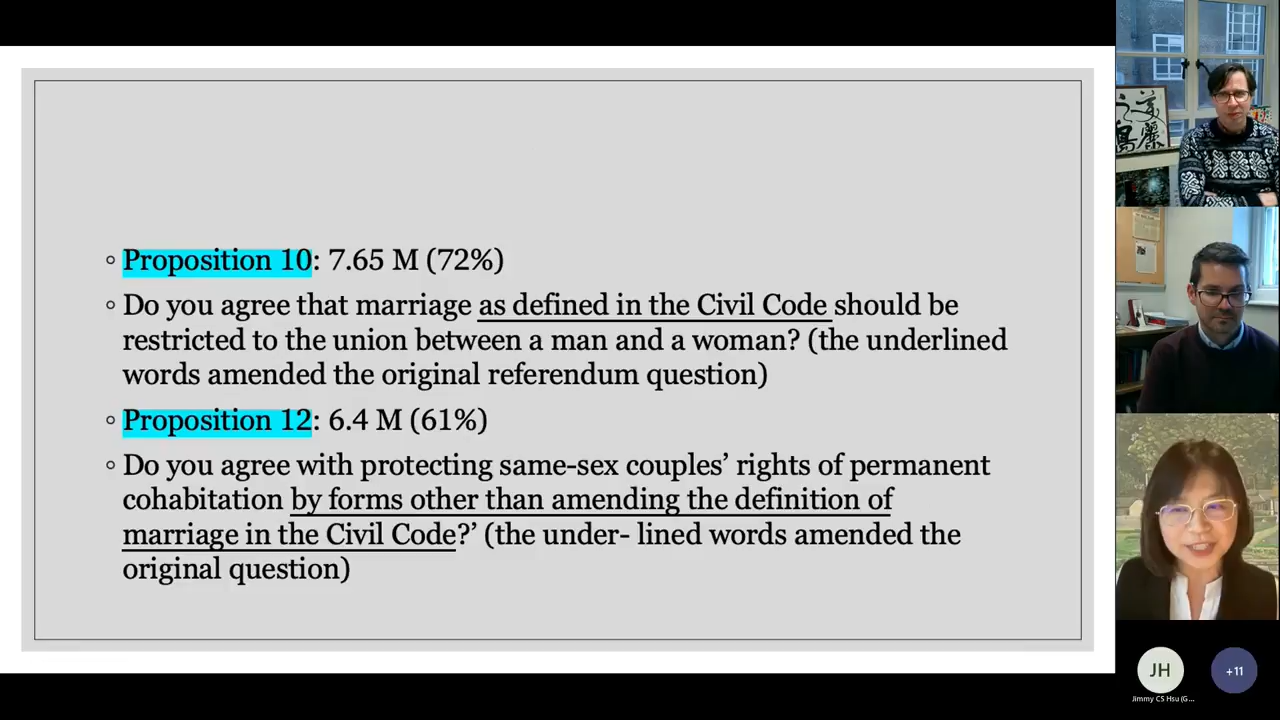 ◦ Proposition 10: 7.65 M (72%)
◦ Do you agree that marriage as defined in the Civil Code should be
restricted to the union between a man and a woman? (the underlined
words amended the original referendum question)
◦ Proposition 12: 6.4 M (61%)
◦ Do you agree with protecting same-sex couples’ rights of permanent
cohabitation by forms other than amending the definition of
marriage in the Civil Code?’ (the under- lined words amended the
original question)
美麗
之島
JH
+11
Jimmy CS Hsu (G...